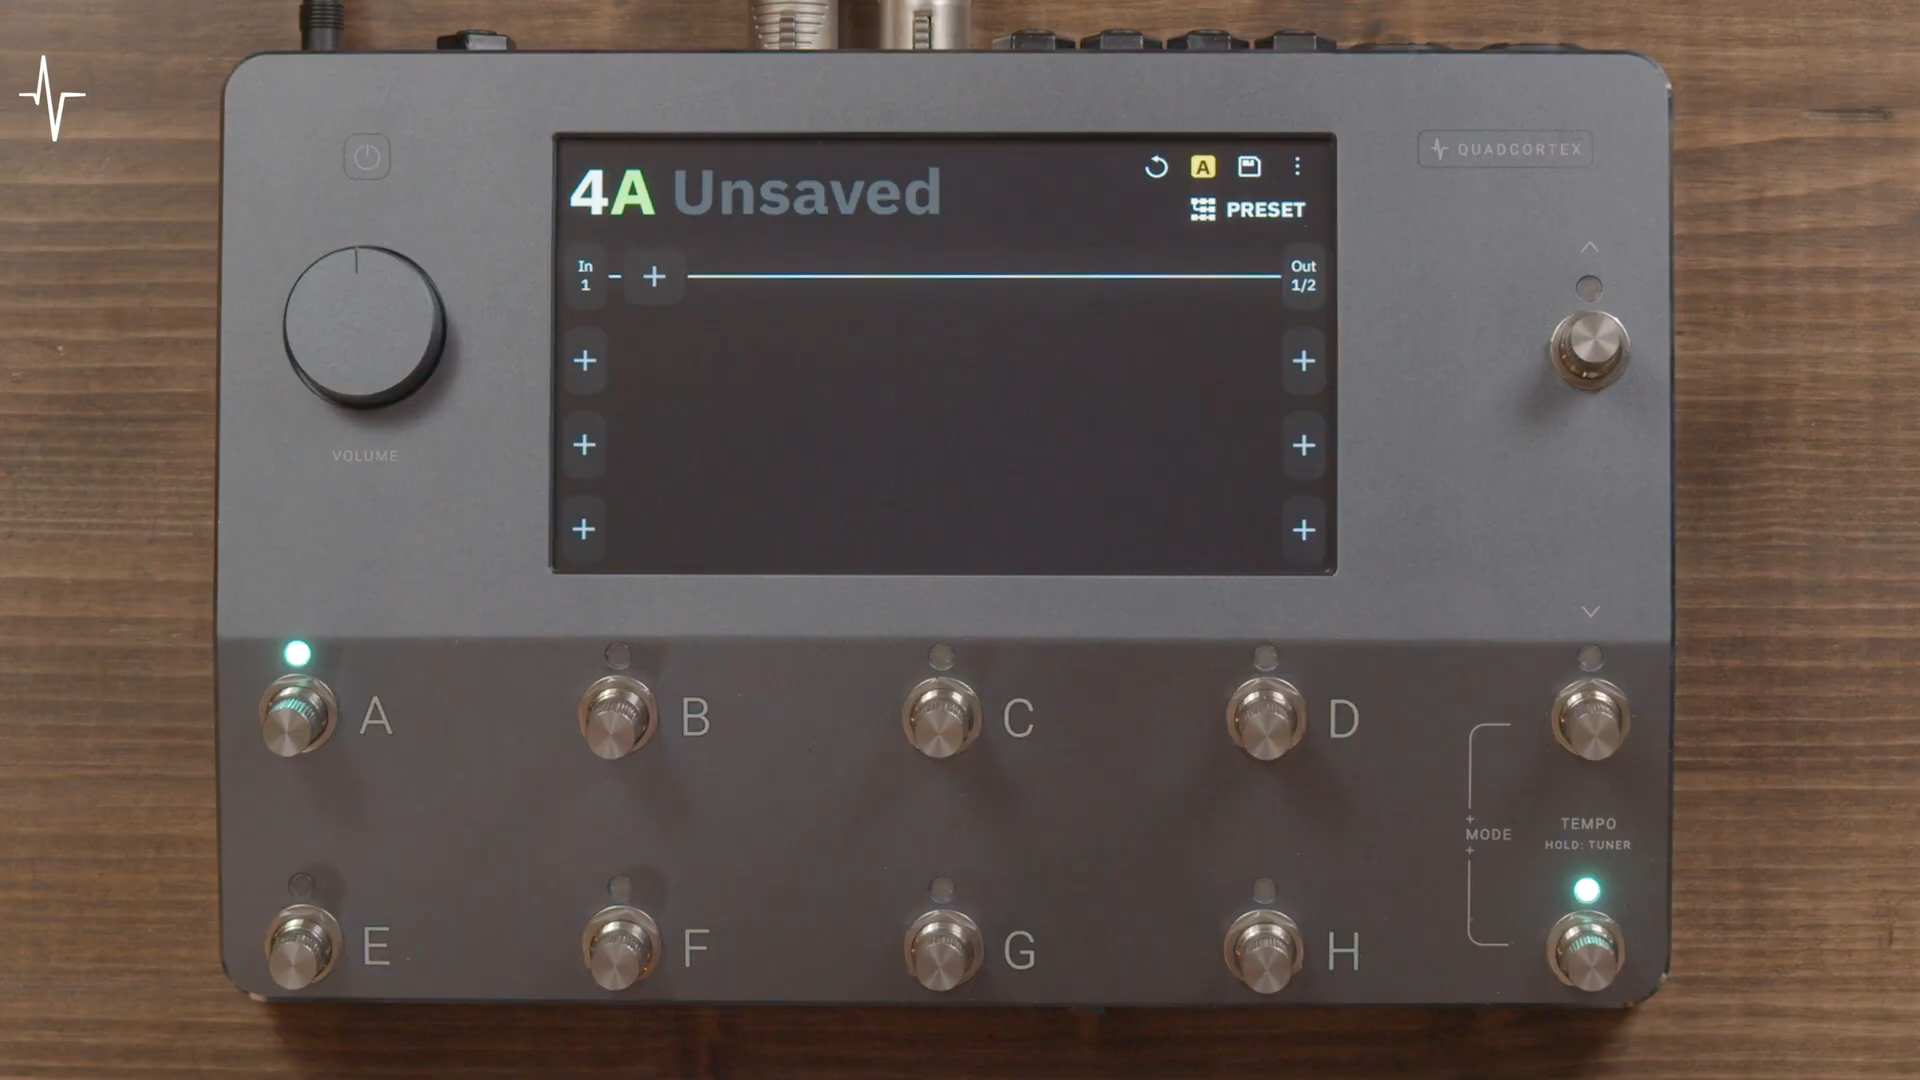 QUADCORTEX
4A Unsaved
A
PRESET
In
1
Out
1/2
VOLUME
A
B
C
D
MODE
TEMPO
HOLD: TUNER
E
F
G
H